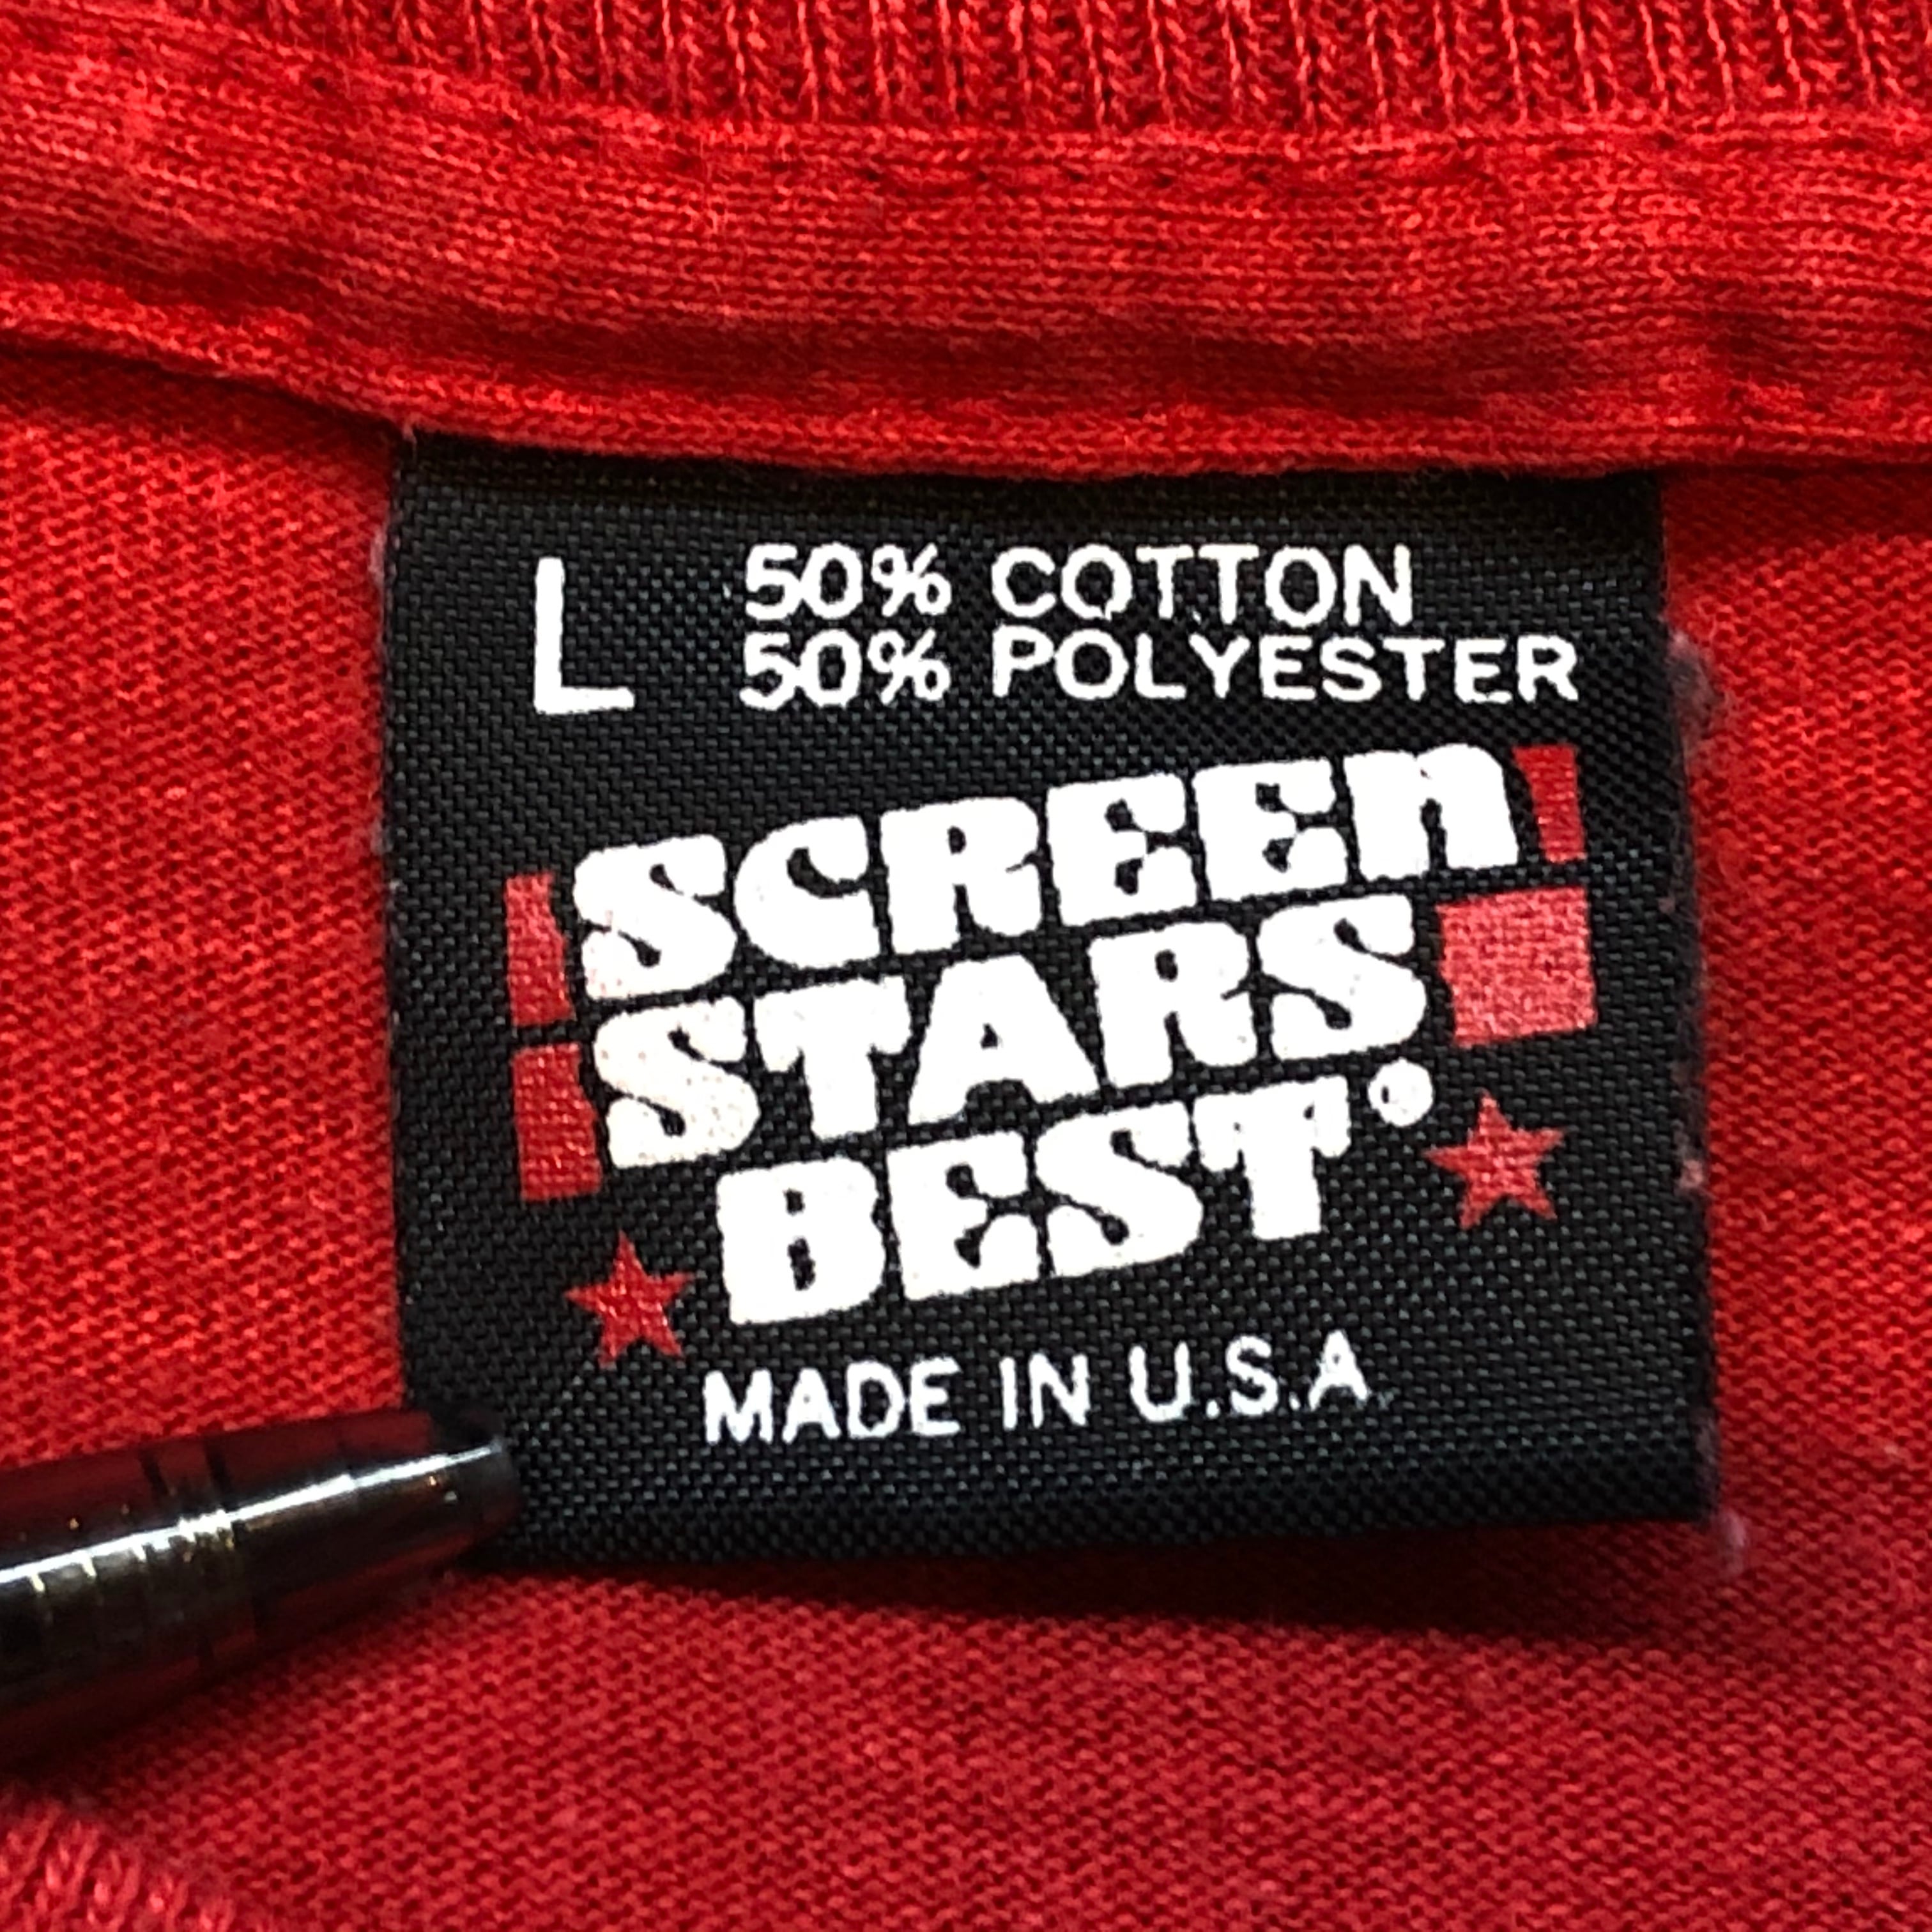 L 50% COTTON
50% POLYESTER
SCREEn
STARS
BEST®
MADE IN U.S.A.